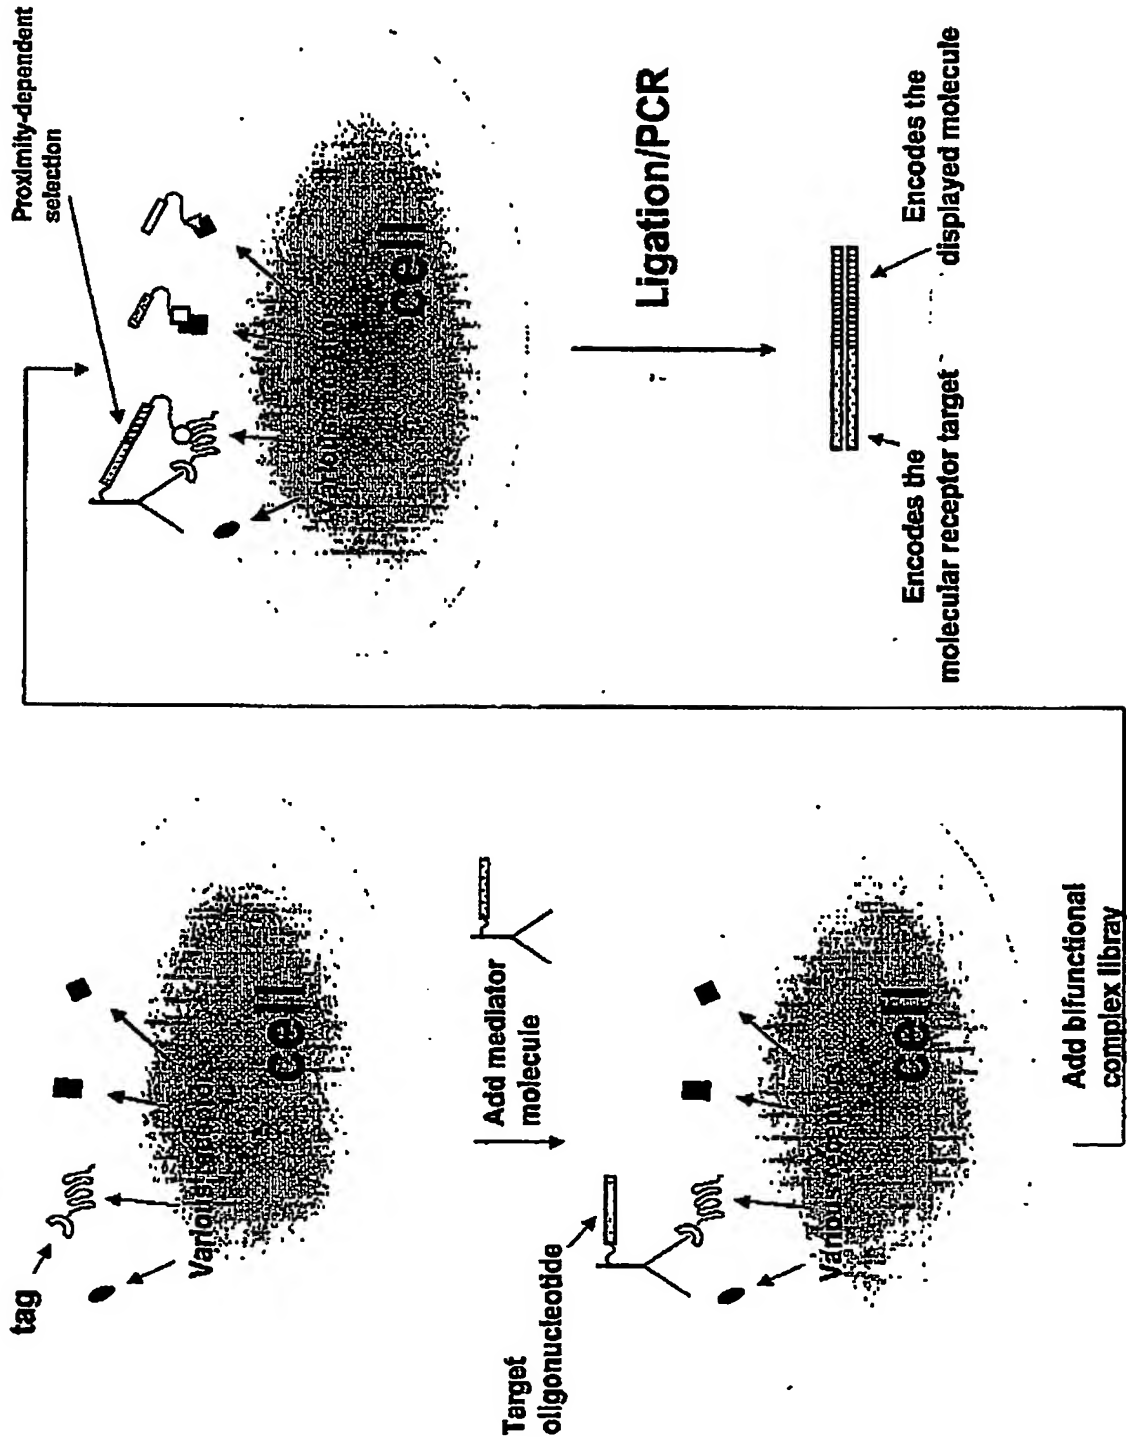 tag
Various receptors
cell
Add mediator
molecule
Target
oligonucleotide
Various receptors
cell
Add bifunctional
complex libray
Proximity-dependent
selection
Various receptors
cell
Ligation/PCR
Encodes the
molecular receptor target
Encodes the
displayed molecule